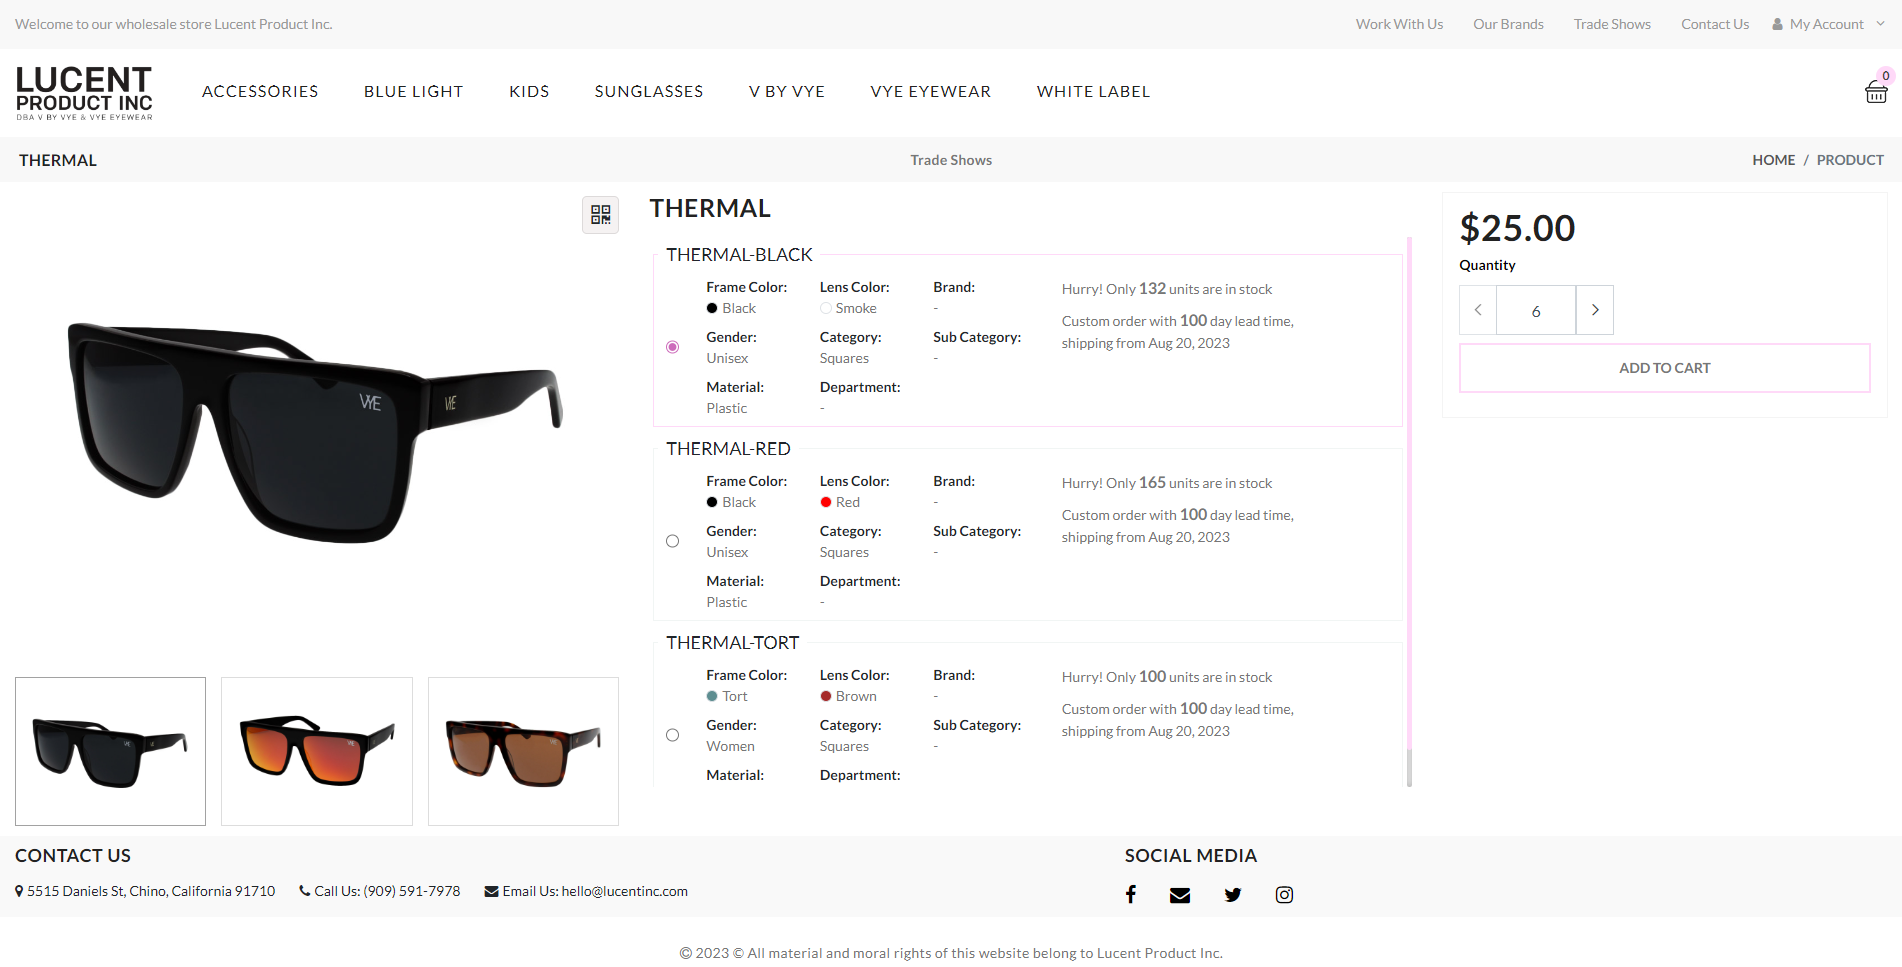 Welcome to our wholesale store Lucent Product Inc.
Work With Us Our Brands Trade Shows Contact Us My Account
LUCENT
PRODUCT INC
DBA V BY VYE & VYE EYEWEAR
ACCESSORIES BLUE LIGHT KIDS SUNGLASSES V BY VYE VYE EYEWEAR WHITE LABEL
0
THERMAL
Trade Shows
HOME / PRODUCT
VYE
VYE
THERMAL
THERMAL-BLACK
Frame Color: Lens Color: Brand:
Black Smoke -
Gender: Category: Sub Category:
Unisex Squares -
Material: Department:
Plastic -
Hurry! Only 132 units are in stock
Custom order with 100 day lead time,
shipping from Aug 20, 2023
THERMAL-RED
Frame Color: Lens Color: Brand:
Black Red -
Gender: Category: Sub Category:
Unisex Squares -
Material: Department:
Plastic -
Hurry! Only 165 units are in stock
Custom order with 100 day lead time,
shipping from Aug 20, 2023
THERMAL-TORT
Frame Color: Lens Color: Brand:
Tort Brown -
Gender: Category: Sub Category:
Women Squares -
Material: Department:
Hurry! Only 100 units are in stock
Custom order with 100 day lead time,
shipping from Aug 20, 2023
$25.00
Quantity
6
ADD TO CART
CONTACT US
5515 Daniels St, Chino, California 91710 Call Us: (909) 591-7978 Email Us: hello@lucentinc.com
SOCIAL MEDIA
© 2023 © All material and moral rights of this website belong to Lucent Product Inc.